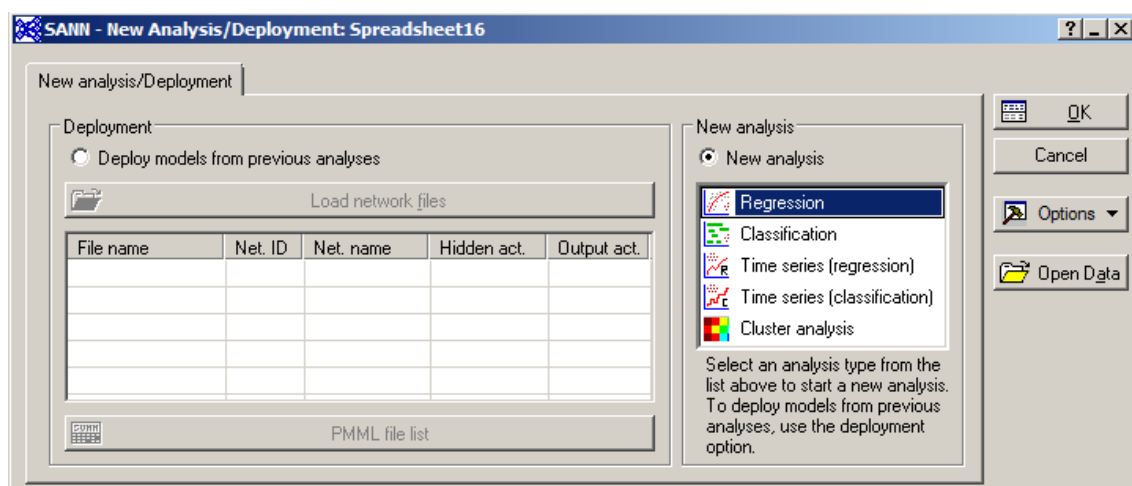 SANN - New Analysis/Deployment: Spreadsheet16
New analysis/Deployment
Deployment
Deploy models from previous analyses
Load network files
File name Net. ID Net. name Hidden act. Output act.
PMML file list
New analysis
New analysis
Regression
Classification
Time series (regression)
Time series (classification)
Cluster analysis
Select an analysis type from the
list above to start a new analysis.
To deploy models from previous
analyses, use the deployment
option.
OK
Cancel
Options
Open Data